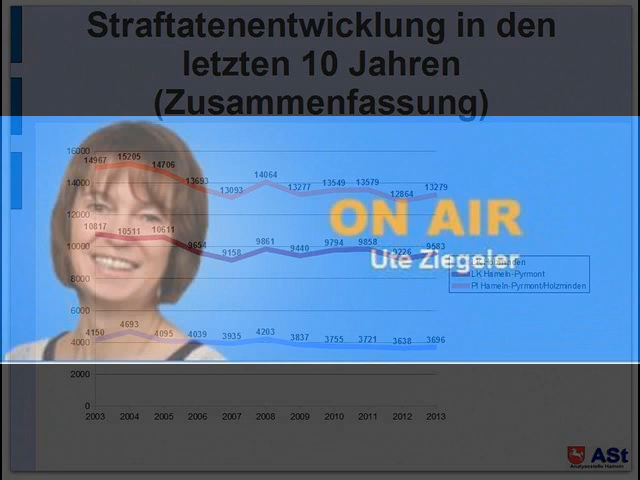 Straftatenentwicklung in den
letzten 10 Jahren
(Zusammenfassung)
16000
14967 15205 14706 13693 13093 14064 13277 13549 13579 12864 13279
14000
12000
ON AIR
10817 10511 10611 9654 9158 9861 9440 9794 9858 9226 9583
10000
Ute Ziegeler
8000
LK Hameln-Pyrmont
PI Hameln-Pyrmont/Holzminden
6000
4150 4693 4095 4039 3935 4203 3837 3755 3721 3638 3696
4000
2000
0
2003 2004 2005 2006 2007 2008 2009 2010 2011 2012 2013
ASt
Analysestelle Hameln